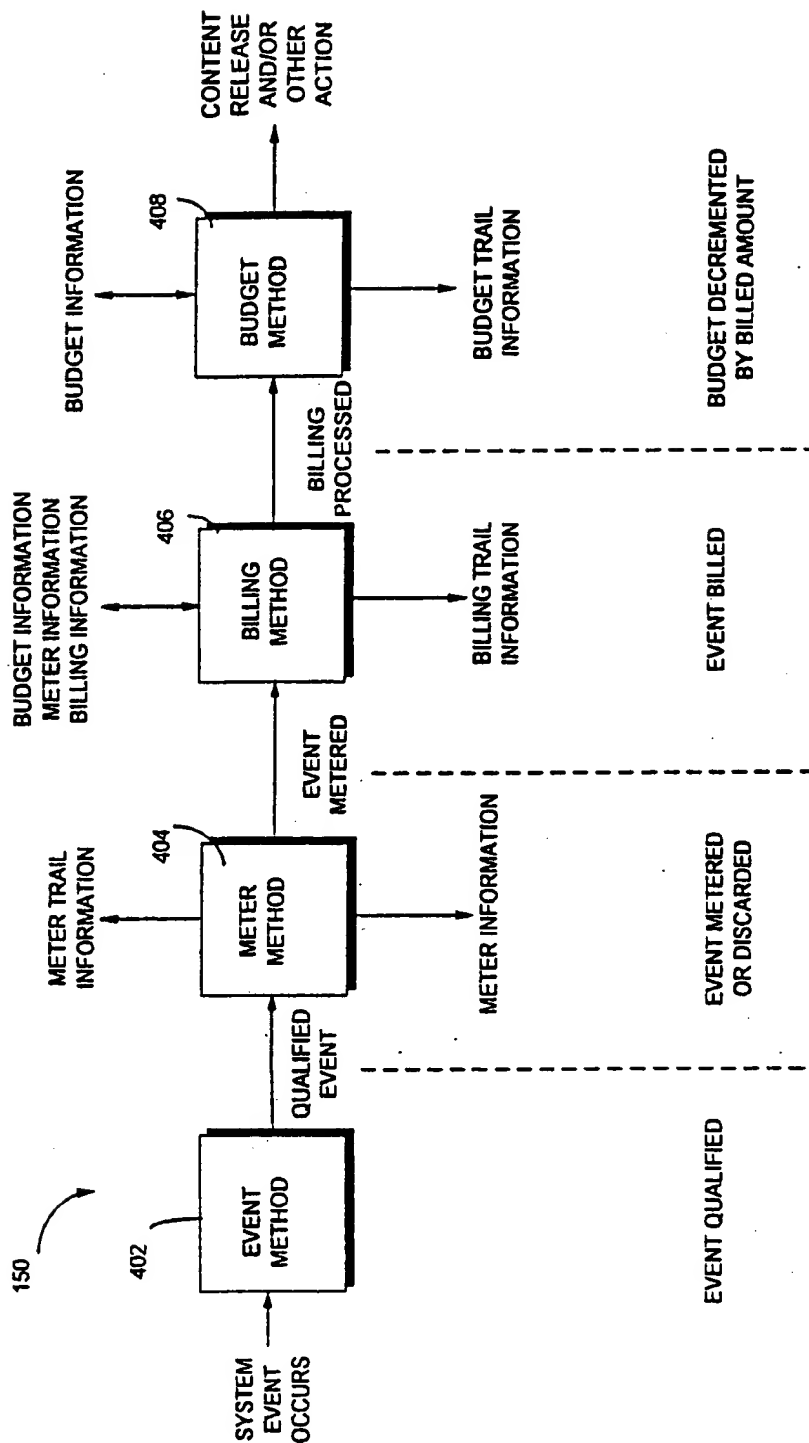 150
SYSTEM
EVENT
OCCURS
402
EVENT
METHOD
QUALIFIED
EVENT
EVENT QUALIFIED
METER TRAIL
INFORMATION
404
METER
METHOD
EVENT
METERED
METER INFORMATION
EVENT METERED
OR DISCARDED
BUDGET INFORMATION
METER INFORMATION
BILLING INFORMATION
406
BILLING
METHOD
BILLING
PROCESSED
BILLING TRAIL
INFORMATION
EVENT BILLED
BUDGET INFORMATION
408
BUDGET
METHOD
CONTENT
RELEASE
AND/OR
OTHER
ACTION
BUDGET TRAIL
INFORMATION
BUDGET DECREMENTED
BY BILLED AMOUNT